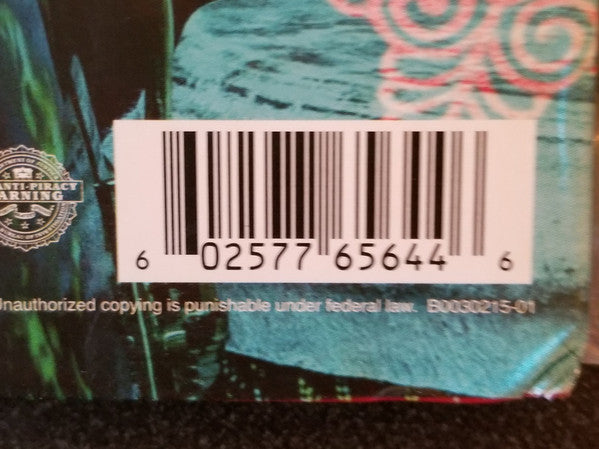 ANTI-PIRACY
WARNING
6 02577 65644 6
Unauthorized copying is punishable under federal law. B0030215-01